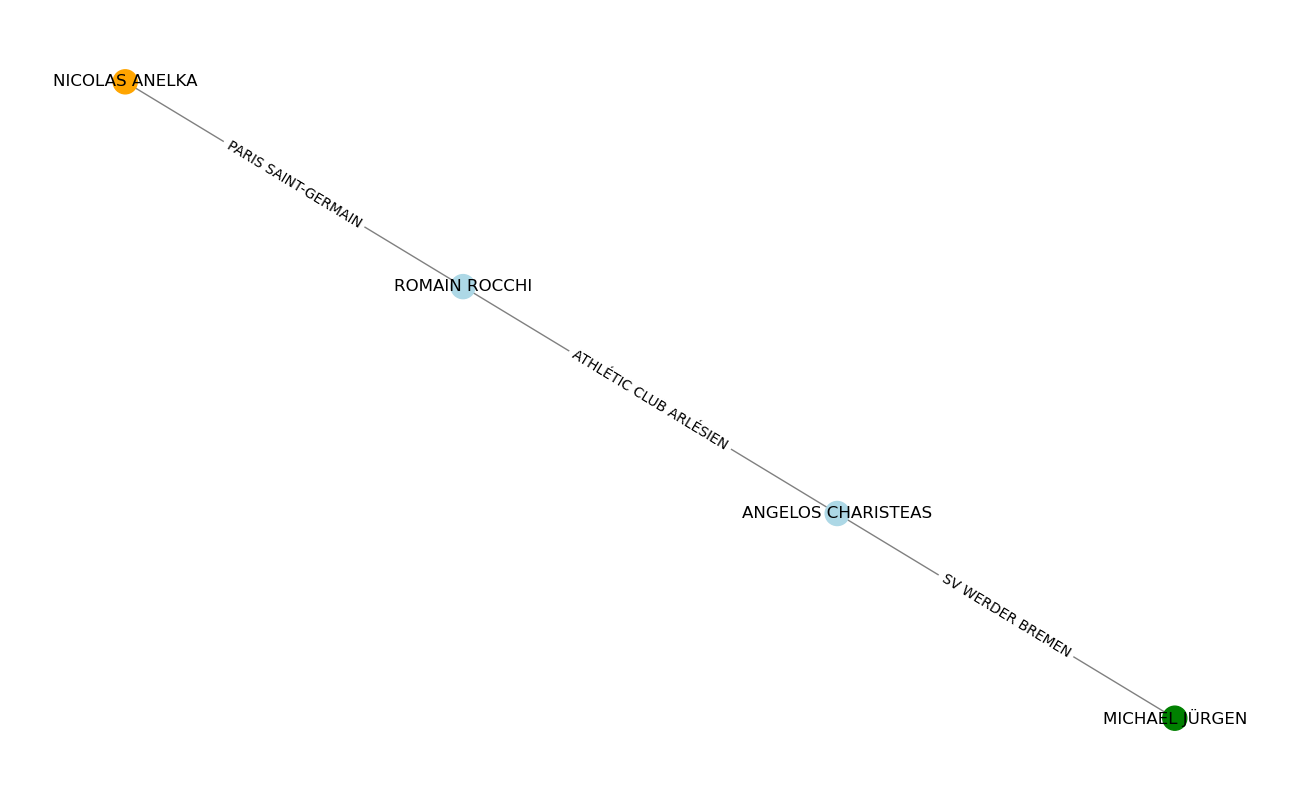 NICOLAS ANELKA
PARIS SAINT-GERMAIN
ROMAIN ROCCHI
ATHLÉTIC CLUB ARLÉSIEN
ANGELOS CHARISTEAS
SV WERDER BREMEN
MICHAEL JÜRGEN